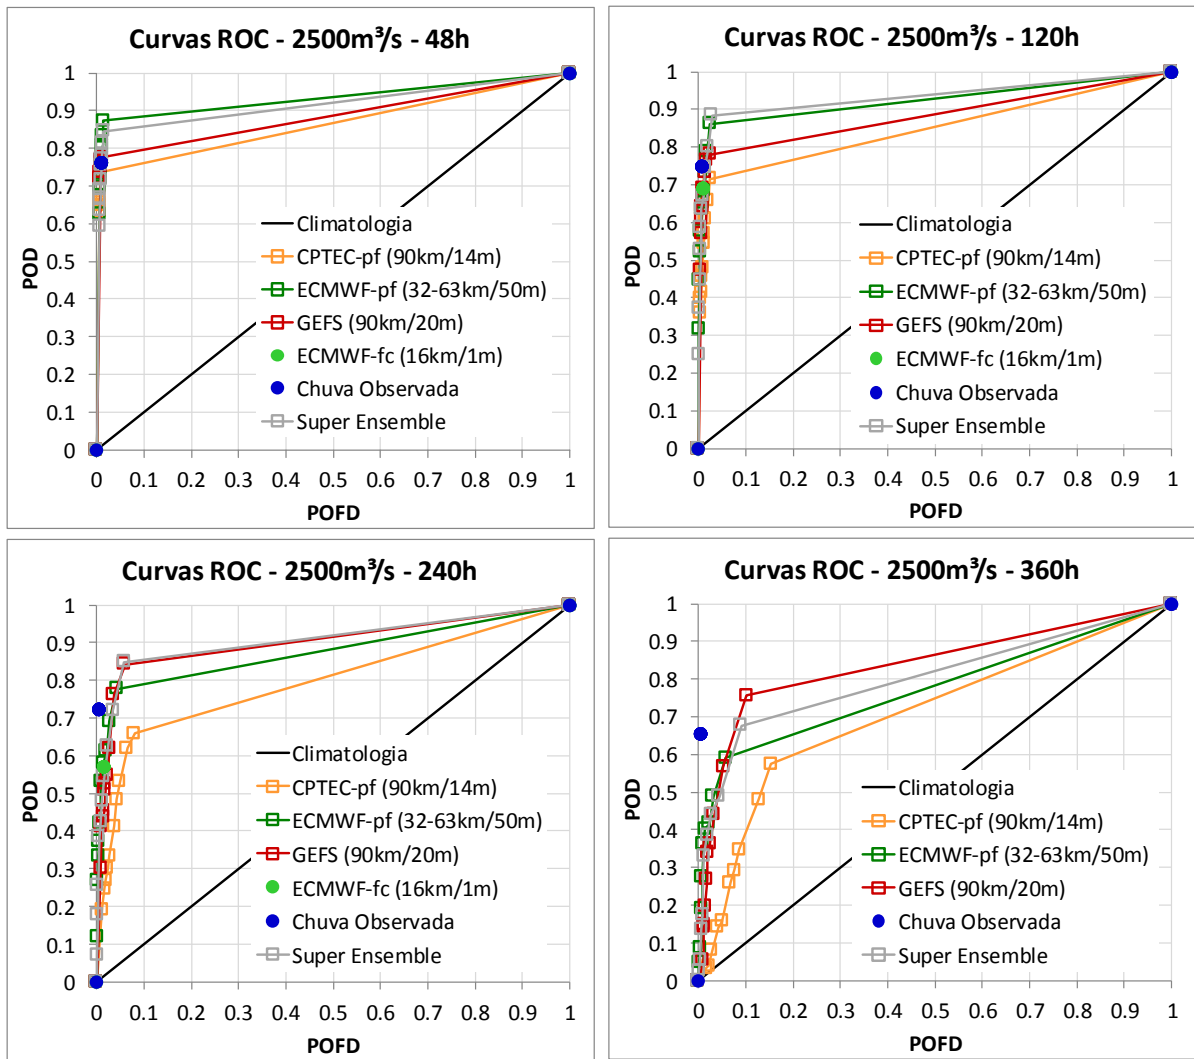 Curvas ROC - 2500m³/s - 48h
1
0.9
0.8
0.7
0.6
0.5
0.4
0.3
0.2
0.1
0
POD
Climatologia
CPTEC-pf (90km/14m)
ECMWF-pf (32-63km/50m)
GEFS (90km/20m)
ECMWF-fc (16km/1m)
Chuva Observada
Super Ensemble
0 0.1 0.2 0.3 0.4 0.5 0.6 0.7 0.8 0.9 1
POFD
Curvas ROC - 2500m³/s - 120h
1
0.9
0.8
0.7
0.6
0.5
0.4
0.3
0.2
0.1
0
POD
Climatologia
CPTEC-pf (90km/14m)
ECMWF-pf (32-63km/50m)
GEFS (90km/20m)
ECMWF-fc (16km/1m)
Chuva Observada
Super Ensemble
0 0.1 0.2 0.3 0.4 0.5 0.6 0.7 0.8 0.9 1
POFD
Curvas ROC - 2500m³/s - 240h
1
0.9
0.8
0.7
0.6
0.5
0.4
0.3
0.2
0.1
0
POD
Climatologia
CPTEC-pf (90km/14m)
ECMWF-pf (32-63km/50m)
GEFS (90km/20m)
ECMWF-fc (16km/1m)
Chuva Observada
Super Ensemble
0 0.1 0.2 0.3 0.4 0.5 0.6 0.7 0.8 0.9 1
POFD
Curvas ROC - 2500m³/s - 360h
1
0.9
0.8
0.7
0.6
0.5
0.4
0.3
0.2
0.1
0
POD
Climatologia
CPTEC-pf (90km/14m)
ECMWF-pf (32-63km/50m)
GEFS (90km/20m)
Chuva Observada
Super Ensemble
0 0.1 0.2 0.3 0.4 0.5 0.6 0.7 0.8 0.9 1
POFD